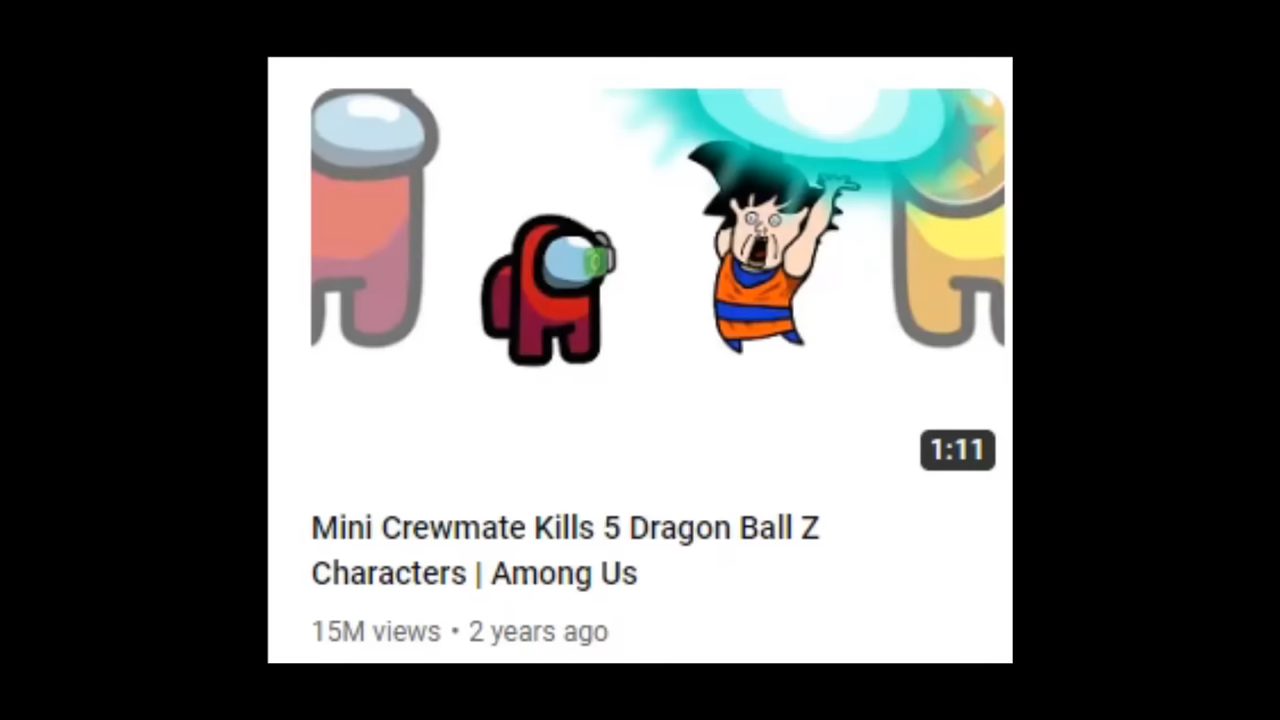 1:11
Mini Crewmate Kills 5 Dragon Ball Z
Characters | Among Us
15M views • 2 years ago